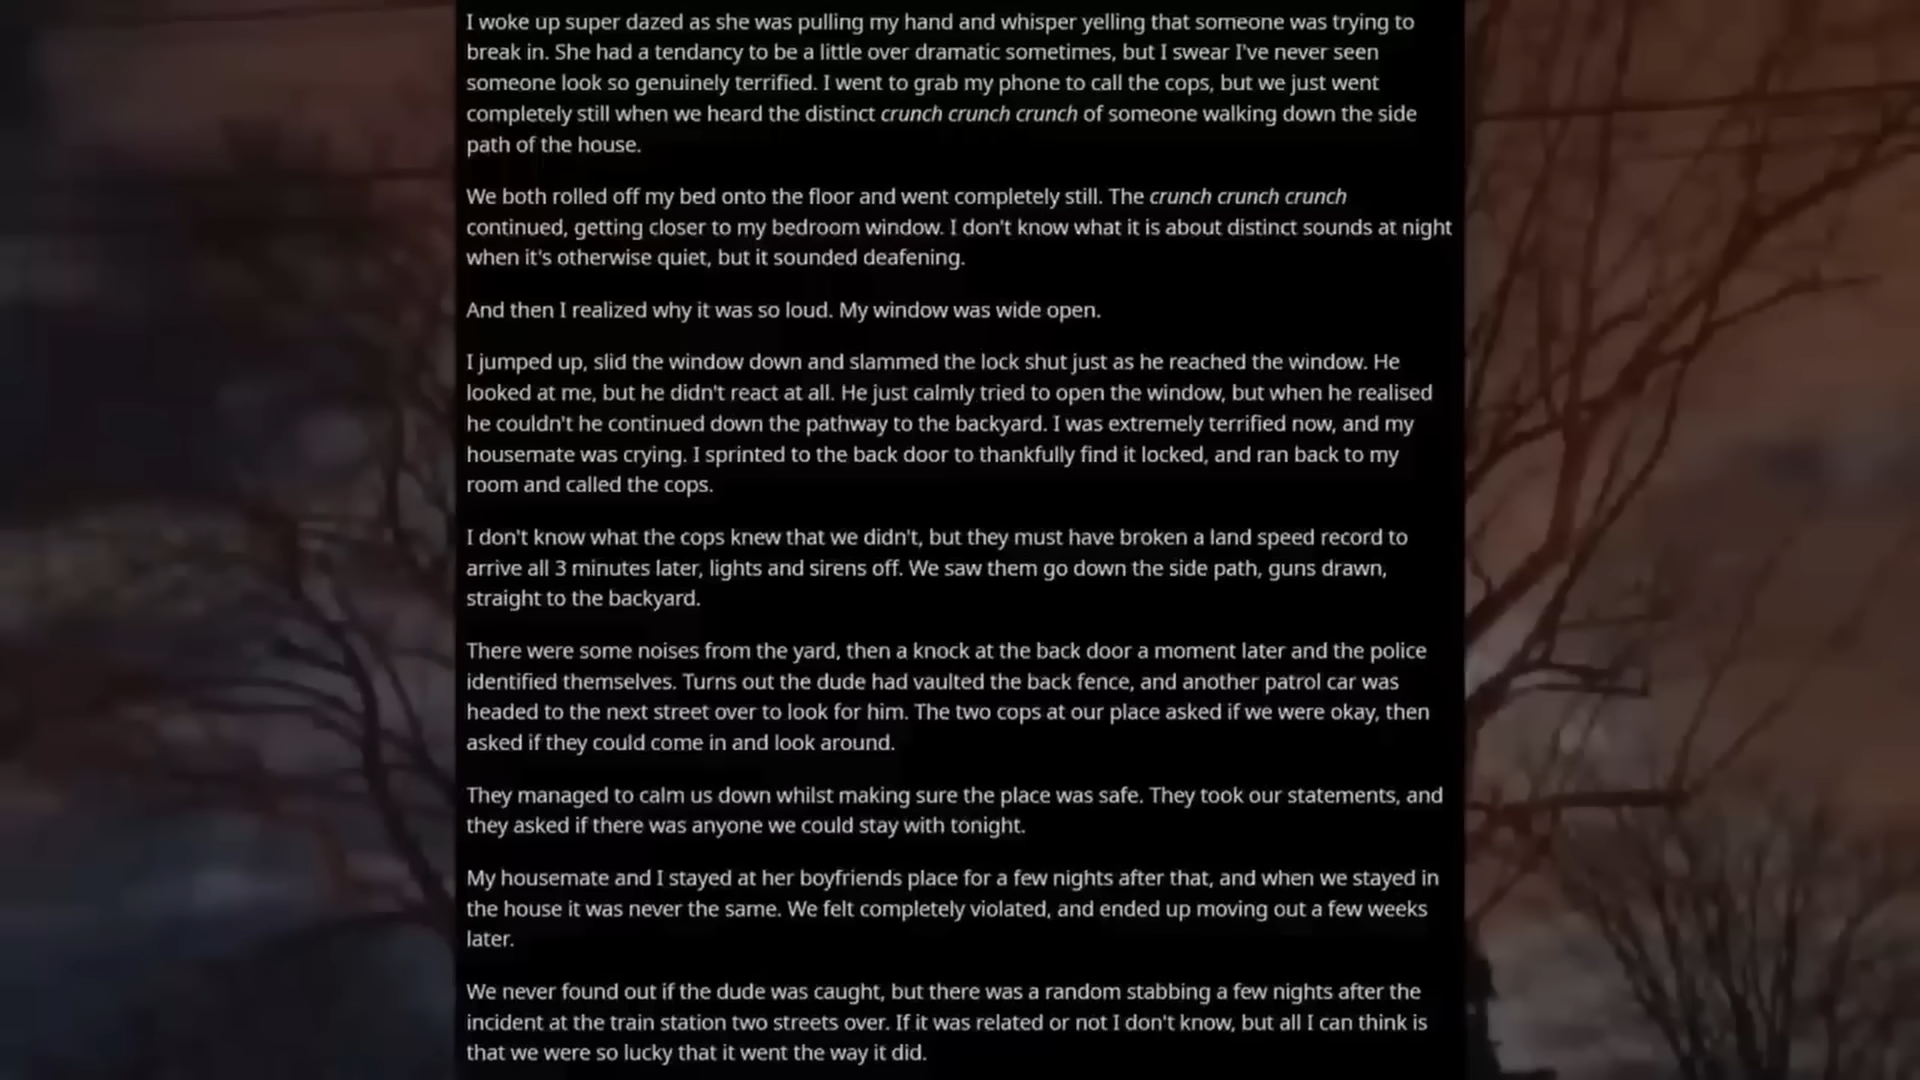 I woke up super dazed as she was pulling my hand and whisper yelling that someone was trying to
break in. She had a tendancy to be a little over dramatic sometimes, but I swear I've never seen
someone look so genuinely terrified. I went to grab my phone to call the cops, but we just went
completely still when we heard the distinct crunch crunch crunch of someone walking down the side
path of the house.
We both rolled off my bed onto the floor and went completely still. The crunch crunch crunch
continued, getting closer to my bedroom window. I don't know what it is about distinct sounds at night
when it's otherwise quiet, but it sounded deafening.
And then I realized why it was so loud. My window was wide open.
I jumped up, slid the window down and slammed the lock shut just as he reached the window. He
looked at me, but he didn't react at all. He just calmly tried to open the window, but when he realised
he couldn't he continued down the pathway to the backyard. I was extremely terrified now, and my
housemate was crying. I sprinted to the back door to thankfully find it locked, and ran back to my
room and called the cops.
I don't know what the cops knew that we didn't, but they must have broken a land speed record to
arrive all 3 minutes later, lights and sirens off. We saw them go down the side path, guns drawn,
straight to the backyard.
There were some noises from the yard, then a knock at the back door a moment later and the police
identified themselves. Turns out the dude had vaulted the back fence, and another patrol car was
headed to the next street over to look for him. The two cops at our place asked if we were okay, then
asked if they could come in and look around.
They managed to calm us down whilst making sure the place was safe. They took our statements, and
they asked if there was anyone we could stay with tonight.
My housemate and I stayed at her boyfriends place for a few nights after that, and when we stayed in
the house it was never the same. We felt completely violated, and ended up moving out a few weeks
later.
We never found out if the dude was caught, but there was a random stabbing a few nights after the
incident at the train station two streets over. If it was related or not I don't know, but all I can think is
that we were so lucky that it went the way it did.